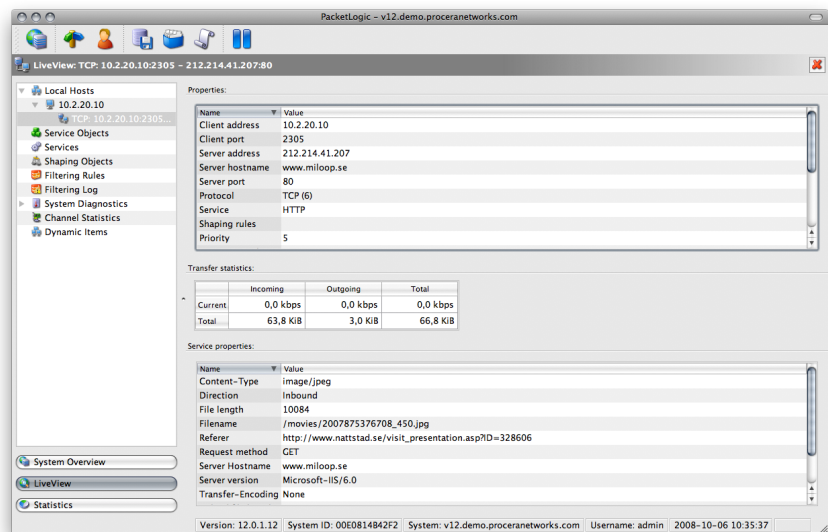 PacketLogic – v12.demo.proceranetworks.com
LiveView: TCP: 10.2.20.10:2305 – 212.214.41.207:80
Local Hosts
10.2.20.10
TCP: 10.2.20.10:2305...
Service Objects
Services
Shaping Objects
Filtering Rules
Filtering Log
System Diagnostics
Channel Statistics
Dynamic Items
System Overview
LiveView
Statistics
Properties:
Name Value
Client address 10.2.20.10
Client port 2305
Server address 212.214.41.207
Server hostname www.miloop.se
Server port 80
Protocol TCP (6)
Service HTTP
Shaping rules
Priority 5
Transfer statistics:
Incoming Outgoing Total
Current 0,0 kbps 0,0 kbps 0,0 kbps
Total 63,8 KiB 3,0 KiB 66,8 KiB
Service properties:
Name Value
Content-Type image/jpeg
Direction Inbound
File length 10084
Filename /movies/2007875376708_450.jpg
Referer http://www.nattstad.se/visit_presentation.asp?ID=328606
Request method GET
Server Hostname www.miloop.se
Server version Microsoft-IIS/6.0
Transfer-Encoding None
Version: 12.0.1.12 System ID: 00E0814B42F2 System: v12.demo.proceranetworks.com Username: admin 2008-10-06 10:35:37